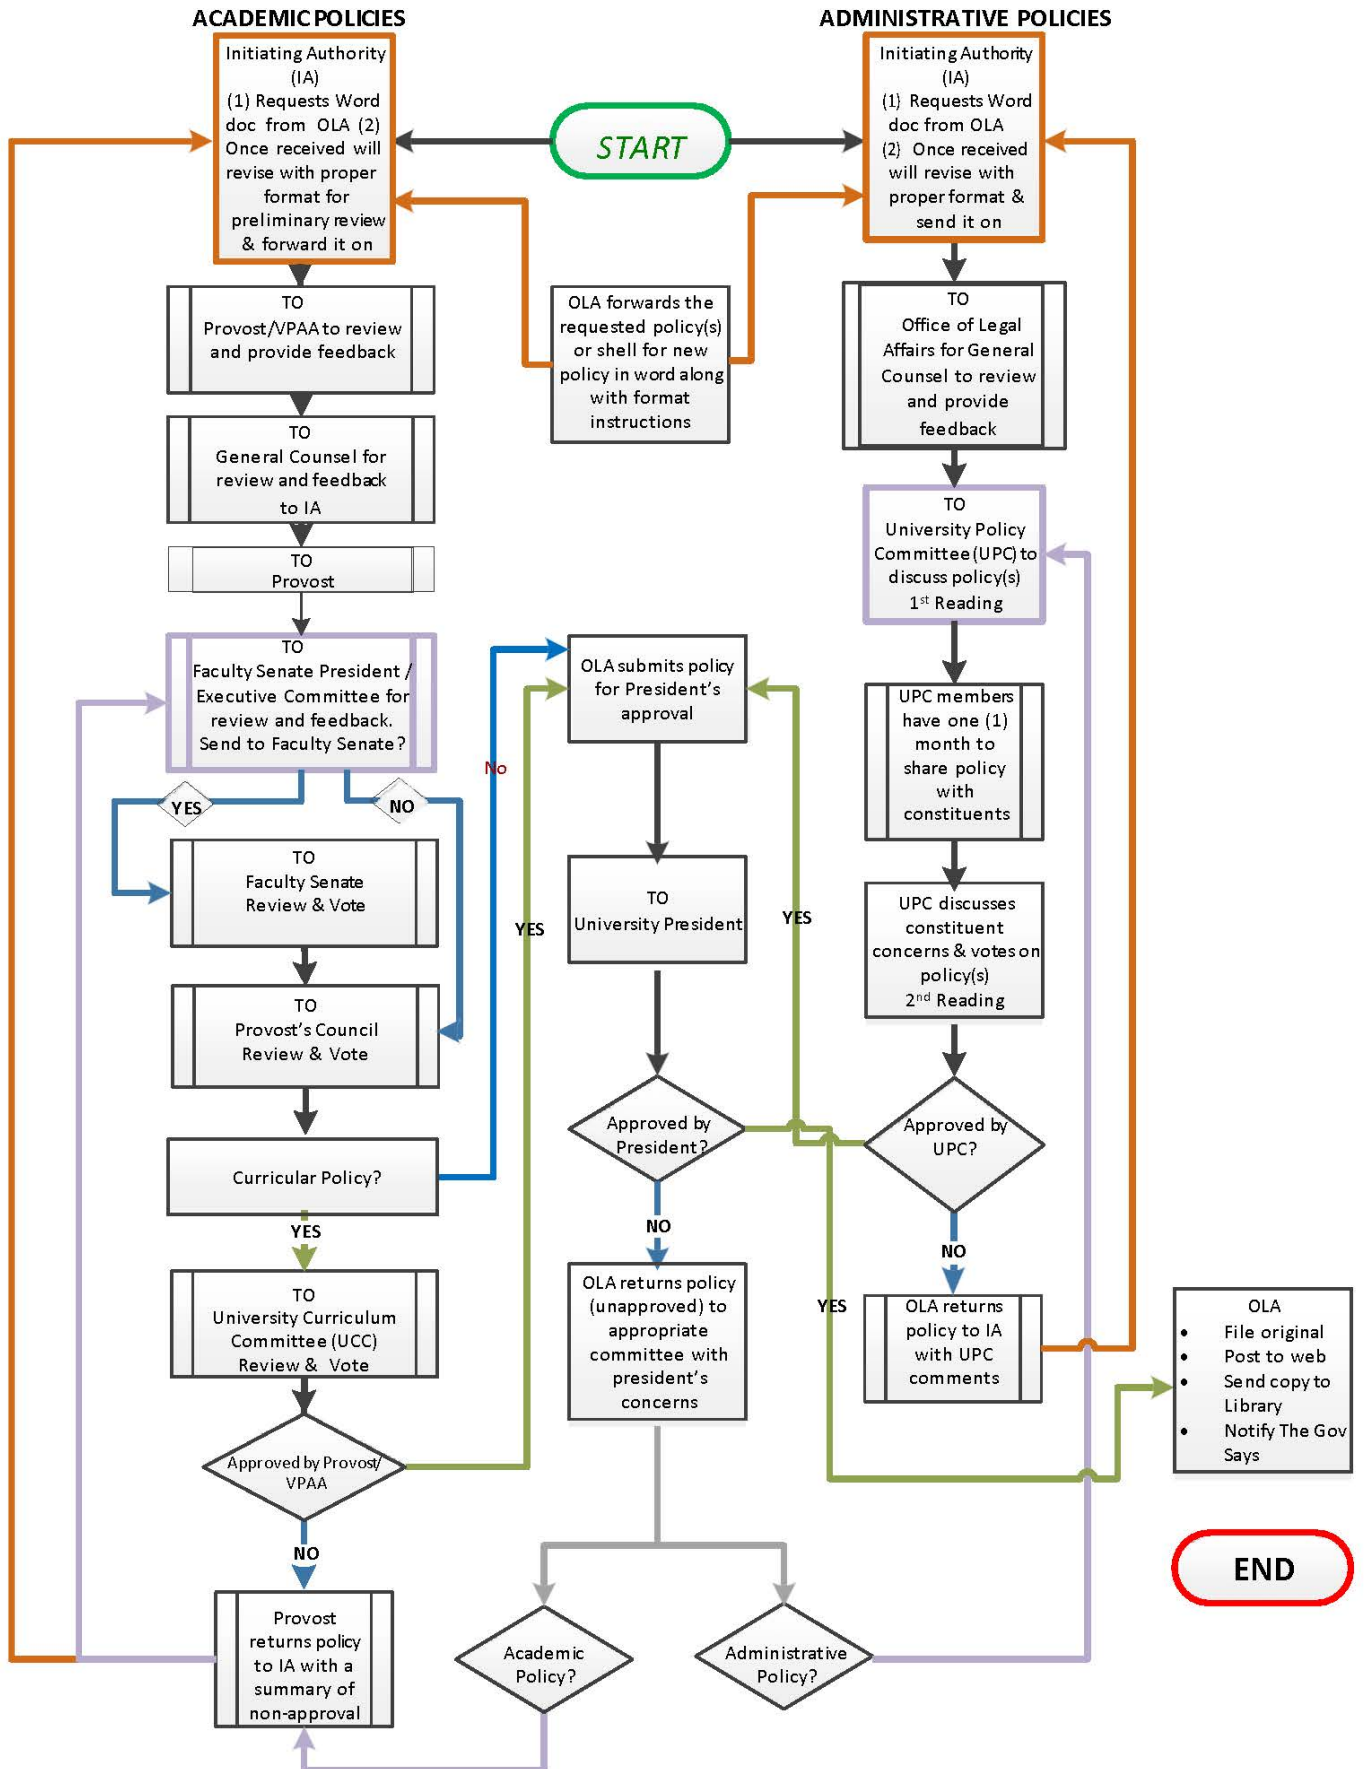 ACADEMIC POLICIES
ADMINISTRATIVE POLICIES
Initiating Authority
(IA)
(1) Requests Word
doc from OLA (2)
Once received will
revise with proper
format for
preliminary review
& forward it on
START
Initiating Authority
(IA)
(1) Requests Word
doc from OLA
(2) Once received
will revise with
proper format &
send it on
TO
Provost/VPAA to review
and provide feedback
OLA forwards the
requested policy(s)
or shell for new
policy in word along
with format
instructions
TO
Office of Legal
Affairs for General
Counsel to review
and provide
feedback
TO
General Counsel for
review and feedback
to IA
TO
Provost
TO
University Policy
Committee (UPC) to
discuss policy(s)
1st Reading
TO
Faculty Senate President /
Executive Committee for
review and feedback.
Send to Faculty Senate?
OLA submits policy
for President's
approval
UPC members
have one (1)
month to
share policy
with
constituents
No
YES
NO
TO
Faculty Senate
Review & Vote
TO
University President
YES
YES
UPC discusses
constituent
concerns & votes on
policy(s)
2nd Reading
TO
Provost's Council
Review & Vote
Approved by
President?
Approved by
UPC?
Curricular Policy?
YES
NO
NO
TO
University Curriculum
Committee (UCC)
Review & Vote
OLA returns policy
(unapproved) to
appropriate
committee with
president's
concerns
YES
OLA returns
policy to IA
with UPC
comments
OLA
• File original
• Post to web
• Send copy to
Library
• Notify The Gov
Says
Approved by Provost/
VPAA
NO
END
Provost
returns policy
to IA with a
summary of
non-approval
Academic
Policy?
Administrative
Policy?